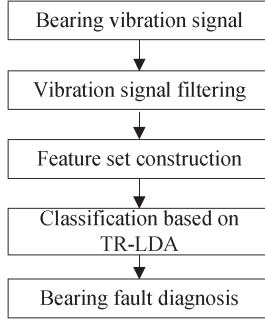 Bearing vibration signal
Vibration signal filtering
Feature set construction
Classification based on
TR-LDA
Bearing fault diagnosis